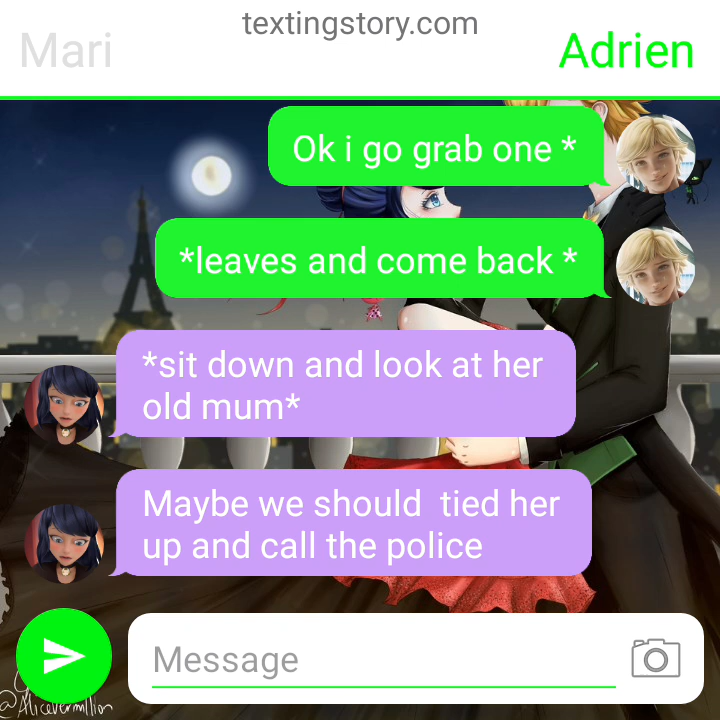 textingstory.com
Mari
Adrien
Ok i go grab one *
*leaves and come back *
*sit down and look at her
old mum*
Maybe we should  tied her
up and call the police
Message
@Alicevermillion